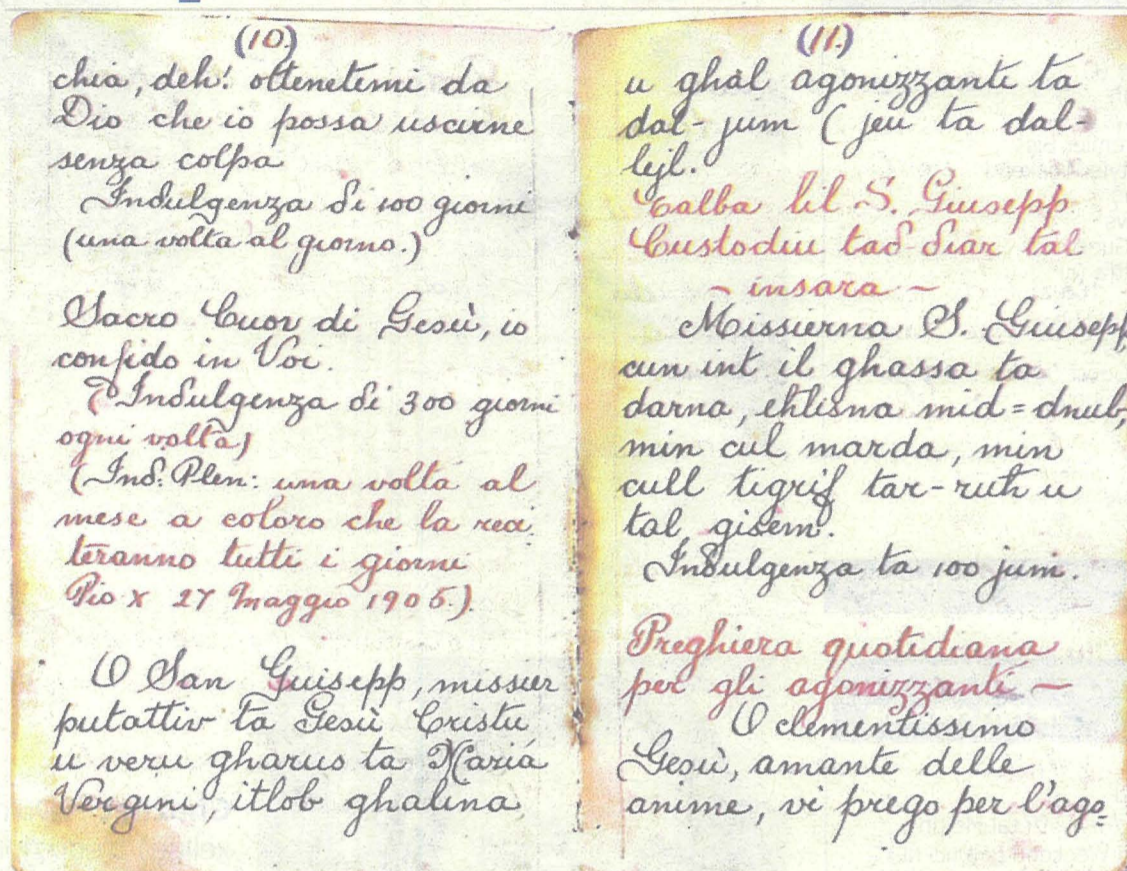 (10.)
chia, deh! ottenetemi da
Dio che io possa uscirne
senza colpa
Indulgenza di 100 giorni
(una volta al giorno.)
Sacro Cuor di Gesù, io
confido in Voi.
Indulgenza di 300 giorni
ogni volta)
(Ind: Plen: una volta al
mese a coloro che la reci
teranno tutti i giorni
Pio X 27 Maggio 1905.)
O San Guisepp, missier
putattiv ta Gesù Cristu
u veru gharus ta Maria
Vergini, itlob ghalina
(11.)
u ghal agonizzanti ta
dal-jum (jeu ta dal-
lejl.
Talba lil S. Giusepp
Custodiu tad-diar tal
- insara -
Missierna S. Giusepp,
cun int il ghassa ta
darna, ehlisna mid=dnub,
min cul marda, min
cull tigrif tar-ruh u
tal gisem.
Indulgenza ta 100 jum.
Preghiera quotidiana
per gli agonizzanti -
O clementissimo
Gesù, amante delle
anime, vi prego per l'ago=